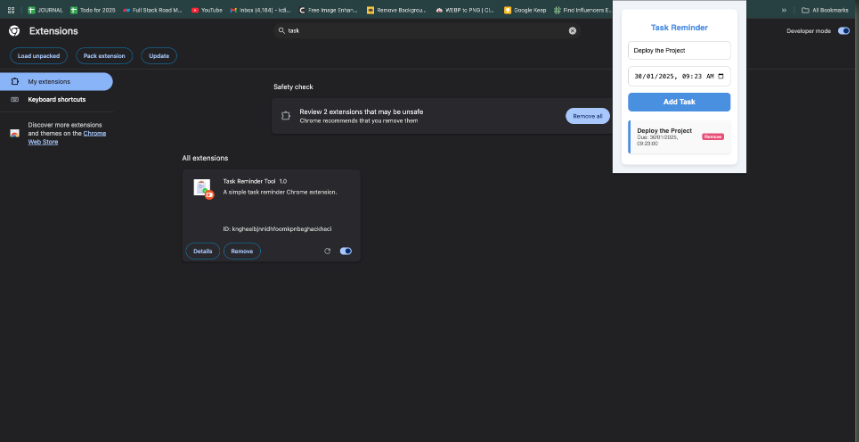 JOURNAL
Todo for 2025
Full Stack Road M...
YouTube
Inbox (4,164) - idi...
Free Image Enhan...
Remove Backgrou...
WEBP to PNG | Cl...
Google Keep
Find Influencers E...
All Bookmarks
Extensions
task
Developer mode
Load unpacked
Pack extension
Update
My extensions
Keyboard shortcuts
Discover more extensions
and themes on the Chrome
Web Store
Safety check
Review 2 extensions that may be unsafe
Chrome recommends that you remove them
Remove all
All extensions
Task Reminder Tool 1.0
A simple task reminder Chrome extension.
Details
Remove
Task Reminder
Deploy the Project
30/01/2025, 09:23 AM
Add Task
Deploy the Project
Due: 30/01/2025,
09:23:00
Remove